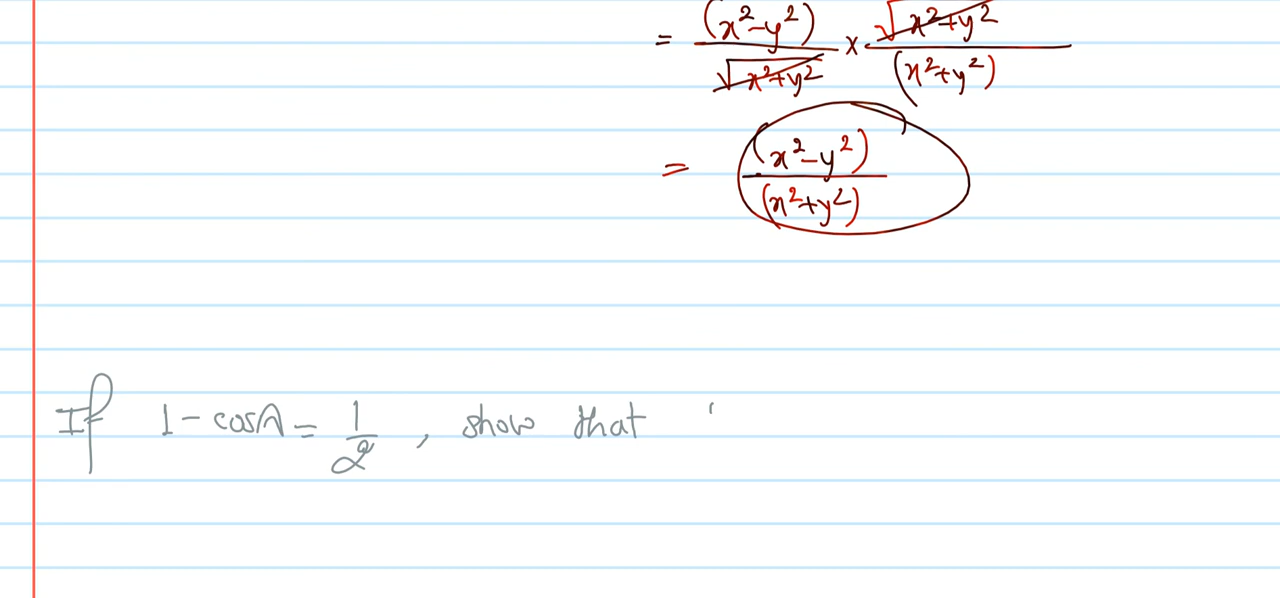 = (x²-y²)/√(x²+y²) × √(x²+y²)/(x²+y²)
= (x²-y²)/(x²+y²)
If 1 - cosA = 1/2 , show that